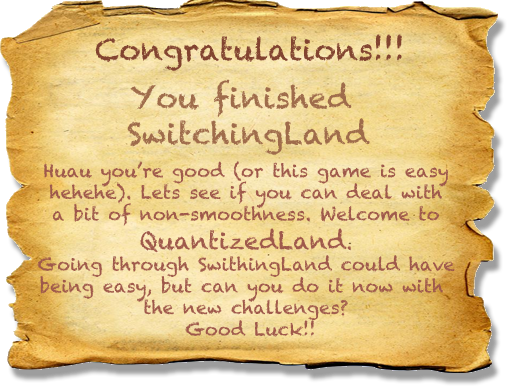 Congratulations!!!
You finished
SwitchingLand
Huau you're good (or this game is easy
hehehe). Lets see if you can deal with
a bit of non-smoothness. Welcome to
QuantizedLand.
Going through SwithingLand could have
being easy, but can you do it now with
the new challenges?
Good Luck!!